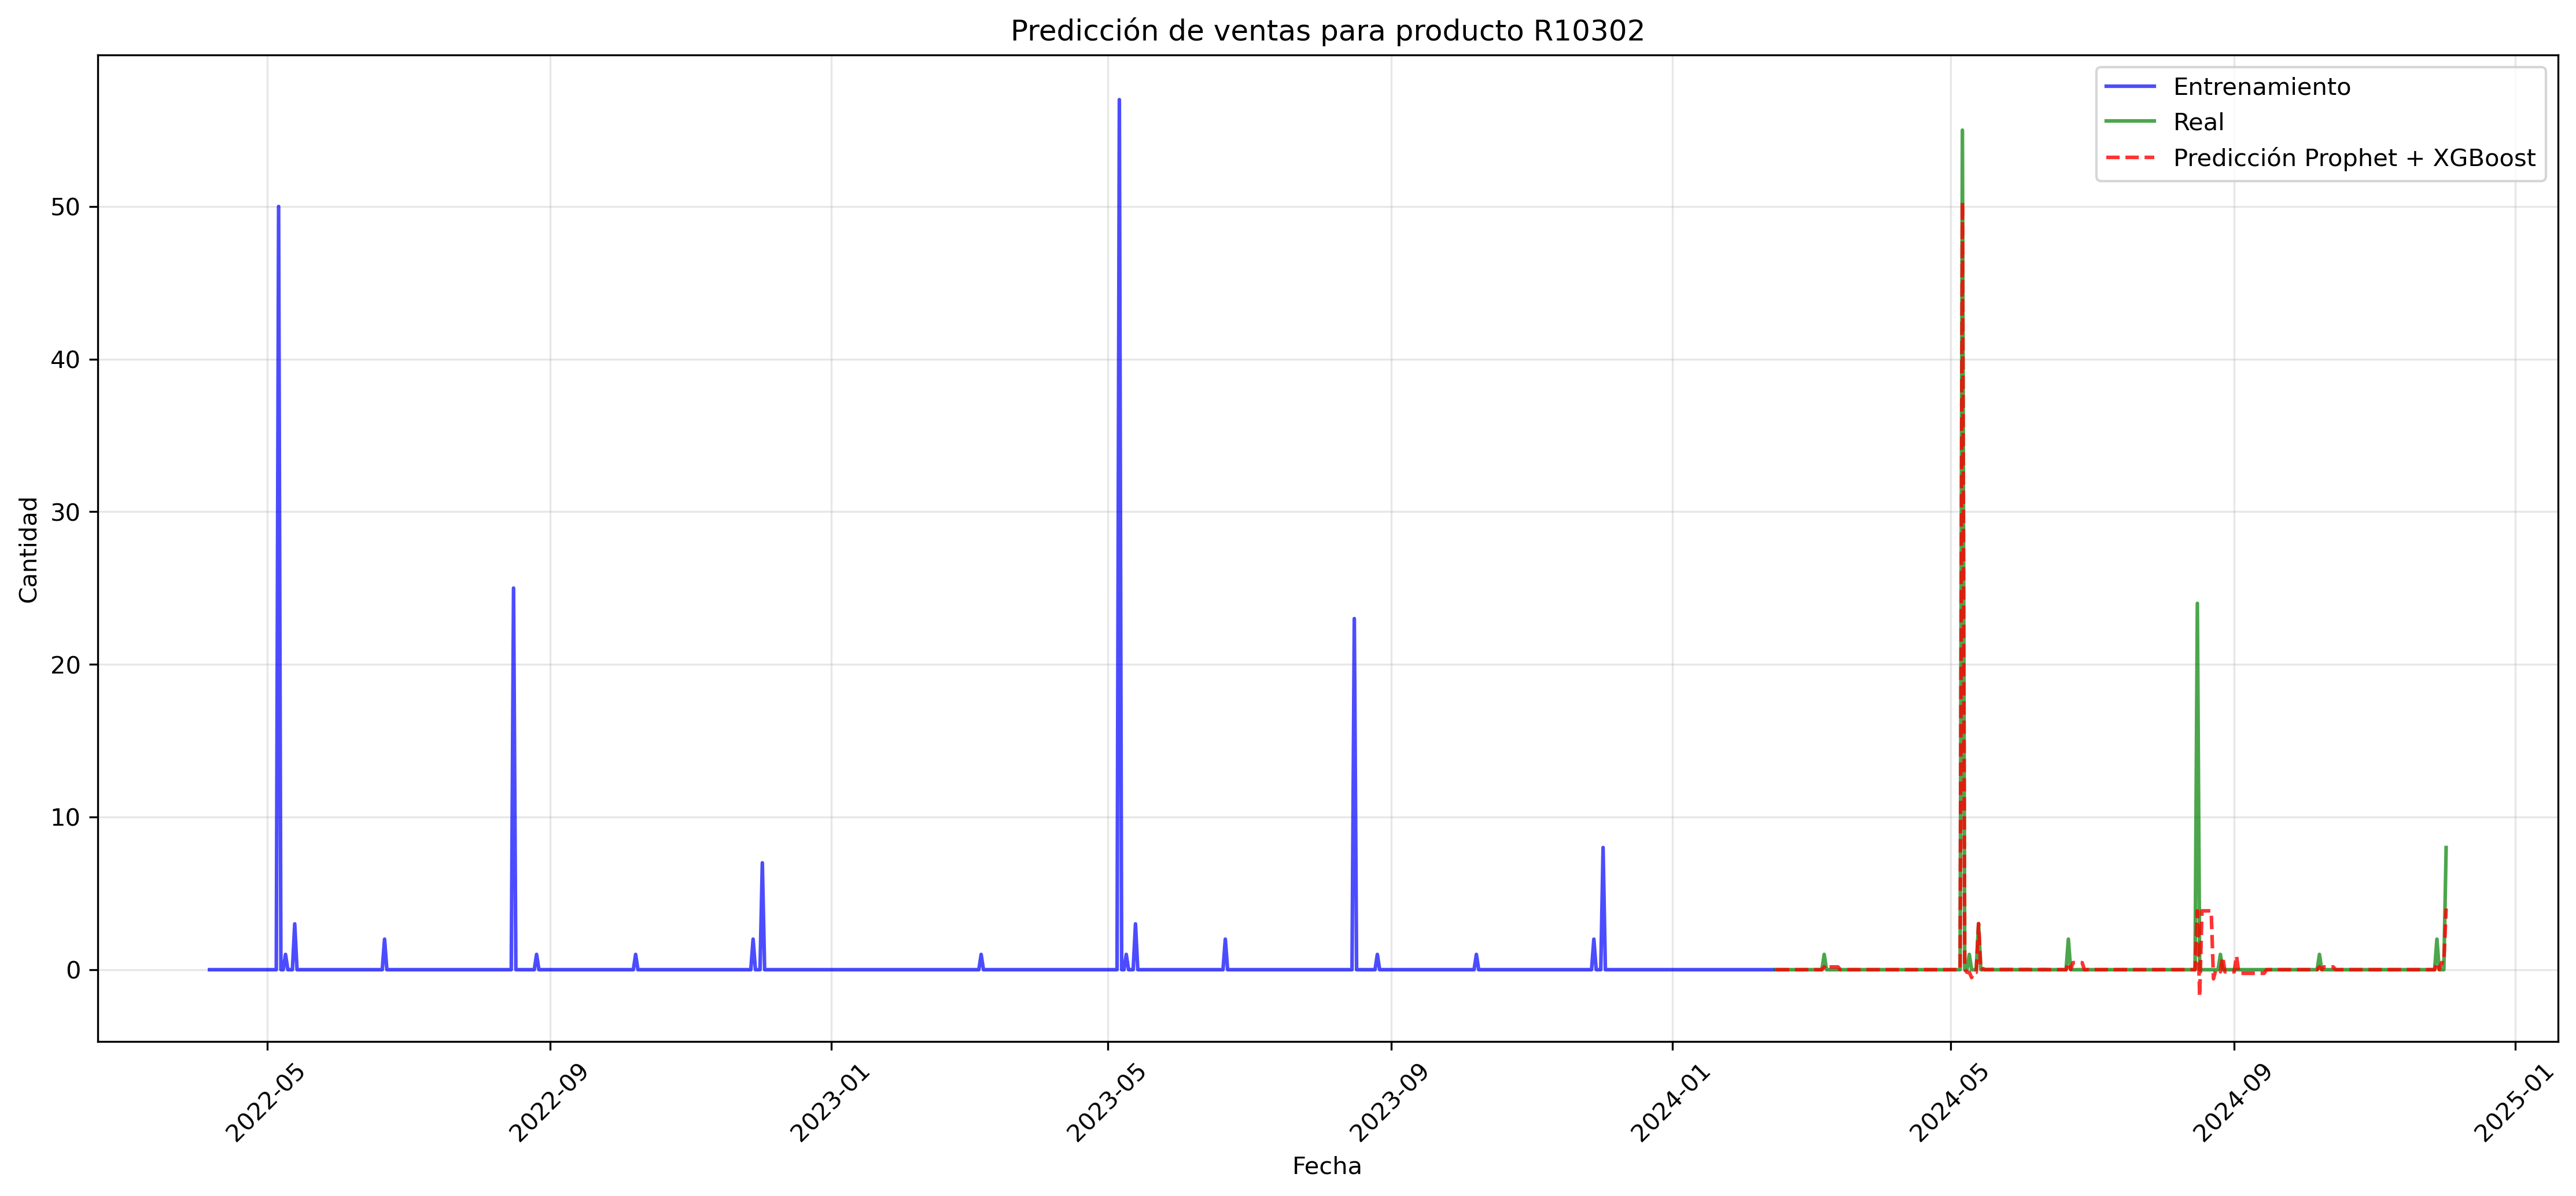 Predicción de ventas para producto R10302
Entrenamiento
Real
Predicción Prophet + XGBoost
Cantidad
50
40
30
20
10
0
2022-05
2022-09
2023-01
2023-05
2023-09
2024-01
2024-05
2024-09
2025-01
Fecha